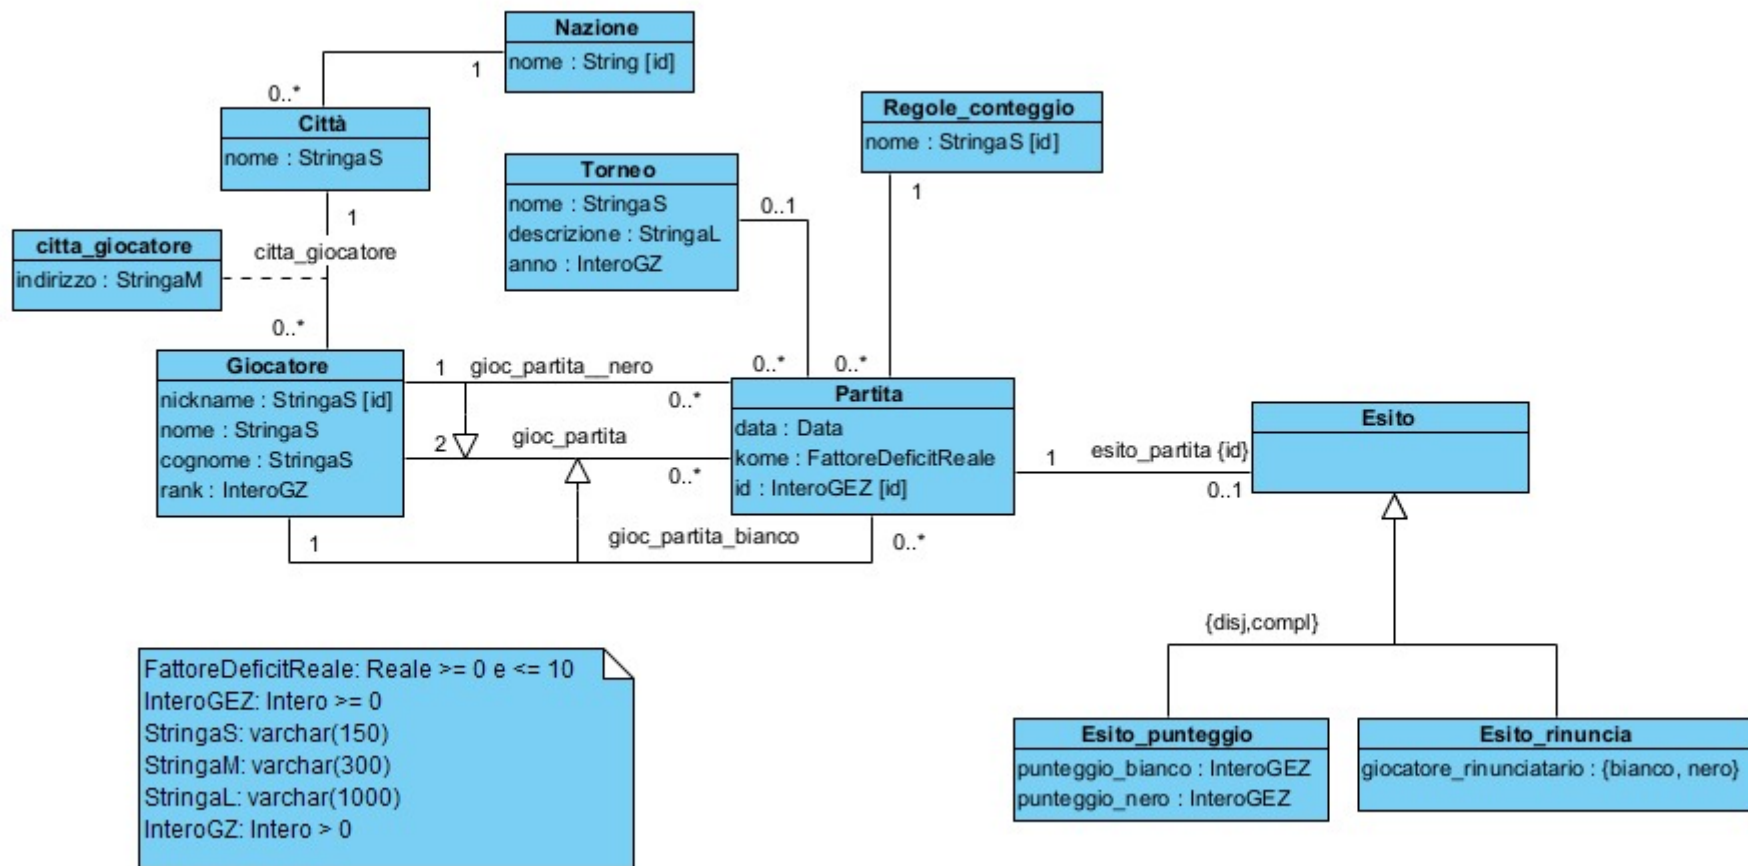 Nazione
nome : String [id]
1
0..*
Città
nome : StringaS
1
citta_giocatore
citta_giocatore
indirizzo : StringaM
0..*
Torneo
nome : StringaS
descrizione : StringaL
anno : InteroGZ
0..1
Regole_conteggio
nome : StringaS [id]
1
0..*
0..*
Giocatore
nickname : StringaS [id]
nome : StringaS
cognome : StringaS
rank : InteroGZ
1
gioc_partita__nero
0..*
2
gioc_partita
0..*
1
gioc_partita_bianco
0..*
Partita
data : Data
kome : FattoreDeficitReale
id : InteroGEZ [id]
1
esito_partita {id}
0..1
Esito
{disj,compl}
Esito_punteggio
punteggio_bianco : InteroGEZ
punteggio_nero : InteroGEZ
Esito_rinuncia
giocatore_rinunciatario : {bianco, nero}
FattoreDeficitReale: Reale >= 0 e <= 10
InteroGEZ: Intero >= 0
StringaS: varchar(150)
StringaM: varchar(300)
StringaL: varchar(1000)
InteroGZ: Intero > 0